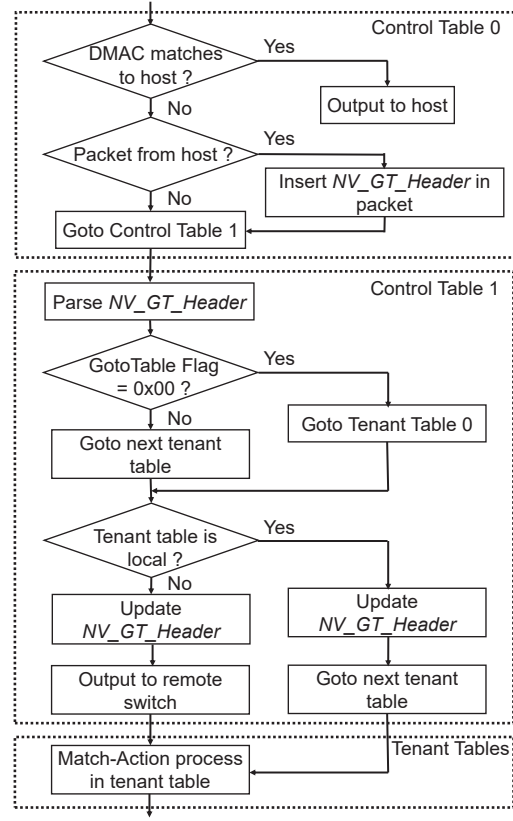 Control Table 0
DMAC matches
to host ?
Yes
Output to host
No
Packet from host ?
Yes
Insert NV_GT_Header in
packet
No
Goto Control Table 1
Control Table 1
Parse NV_GT_Header
GotoTable Flag
= 0x00 ?
Yes
Goto Tenant Table 0
No
Goto next tenant
table
Tenant table is
local ?
Yes
No
Update
NV_GT_Header
Update
NV_GT_Header
Output to remote
switch
Goto next tenant
table
Tenant Tables
Match-Action process
in tenant table